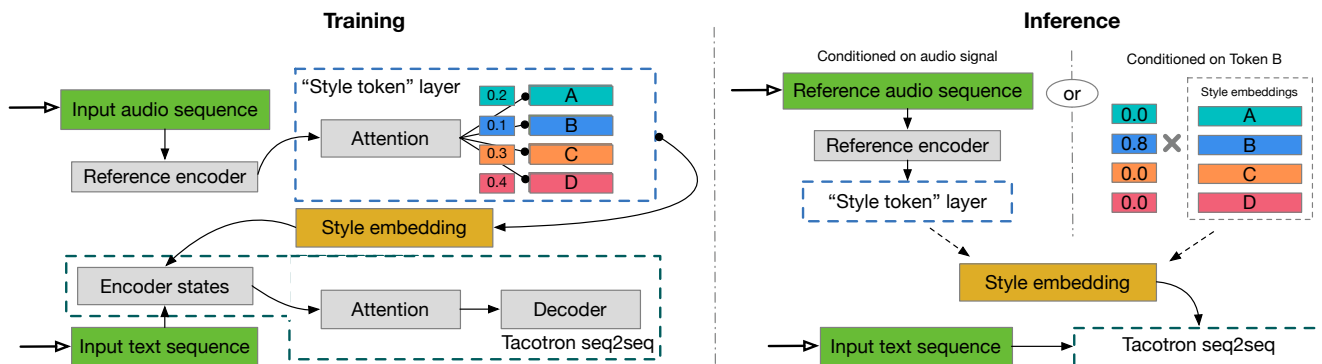 Training
“Style token” layer
Input audio sequence
Reference encoder
Attention
0.2
A
0.1
B
0.3
C
0.4
D
Style embedding
Encoder states
Attention
Decoder
Tacotron seq2seq
Input text sequence
Inference
Conditioned on audio signal
Reference audio sequence
Reference encoder
“Style token” layer
or
Conditioned on Token B
Style embeddings
0.0
A
0.8
B
0.0
C
0.0
D
Style embedding
Input text sequence
Tacotron seq2seq